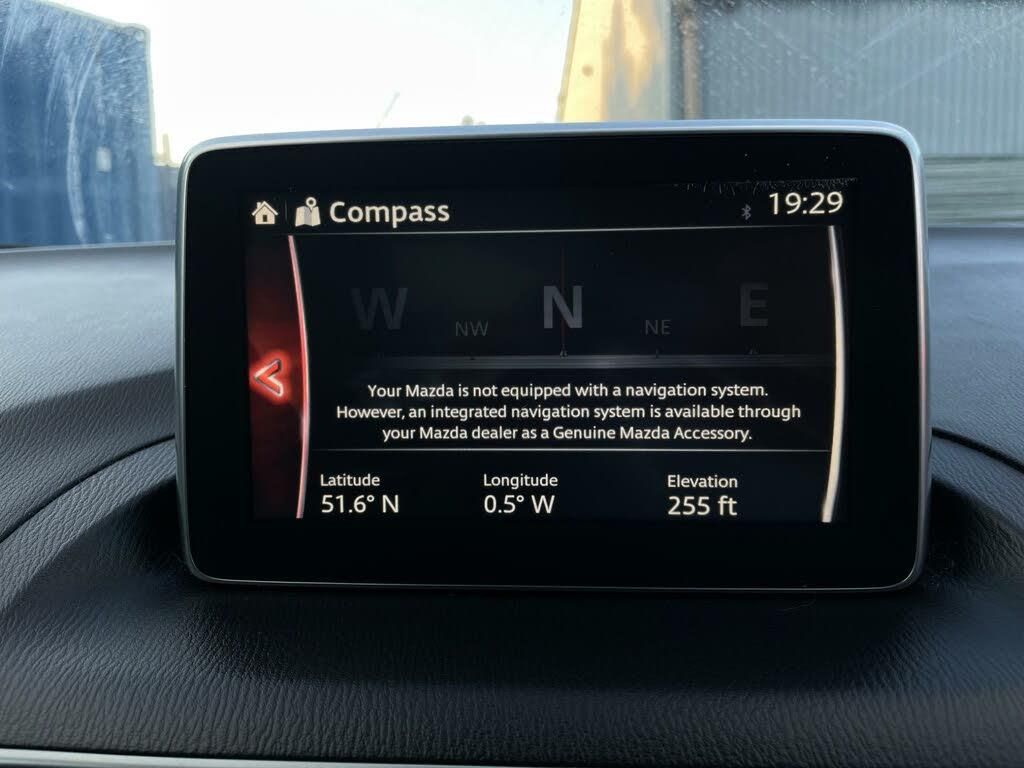 Compass
19:29
W NW N NE E
Your Mazda is not equipped with a navigation system.
However, an integrated navigation system is available through
your Mazda dealer as a Genuine Mazda Accessory.
Latitude Longitude Elevation
51.6° N 0.5° W 255 ft